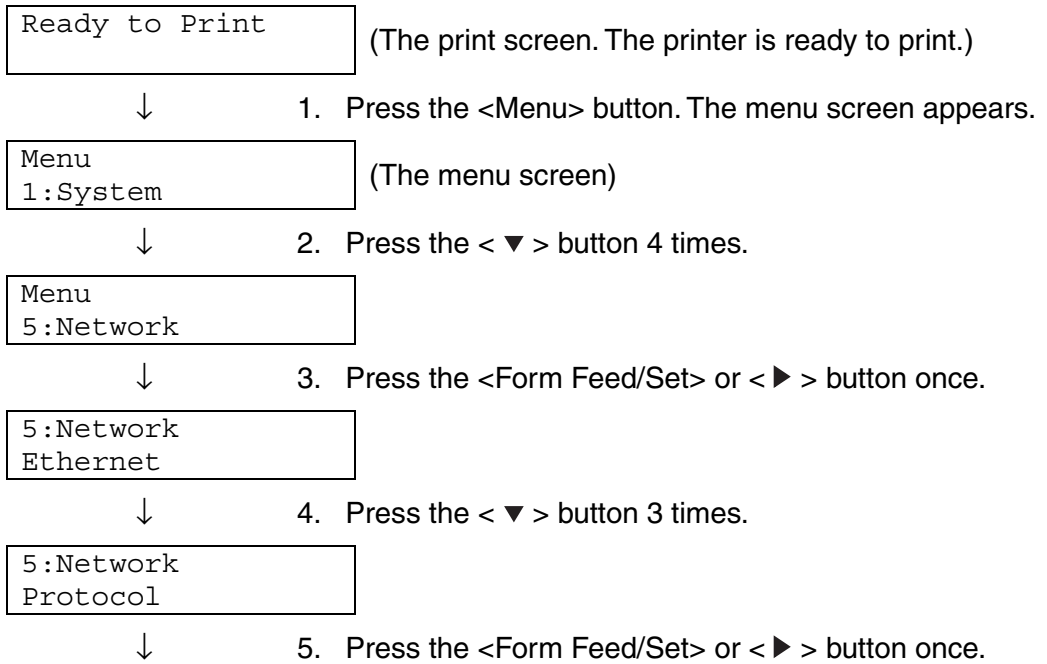 Ready to Print
(The print screen. The printer is ready to print.)
↓ 1. Press the <Menu> button. The menu screen appears.
Menu
1:System
(The menu screen)
↓ 2. Press the < ▼ > button 4 times.
Menu
5:Network
↓ 3. Press the <Form Feed/Set> or < ▶ > button once.
5:Network
Ethernet
↓ 4. Press the < ▼ > button 3 times.
5:Network
Protocol
↓ 5. Press the <Form Feed/Set> or < ▶ > button once.